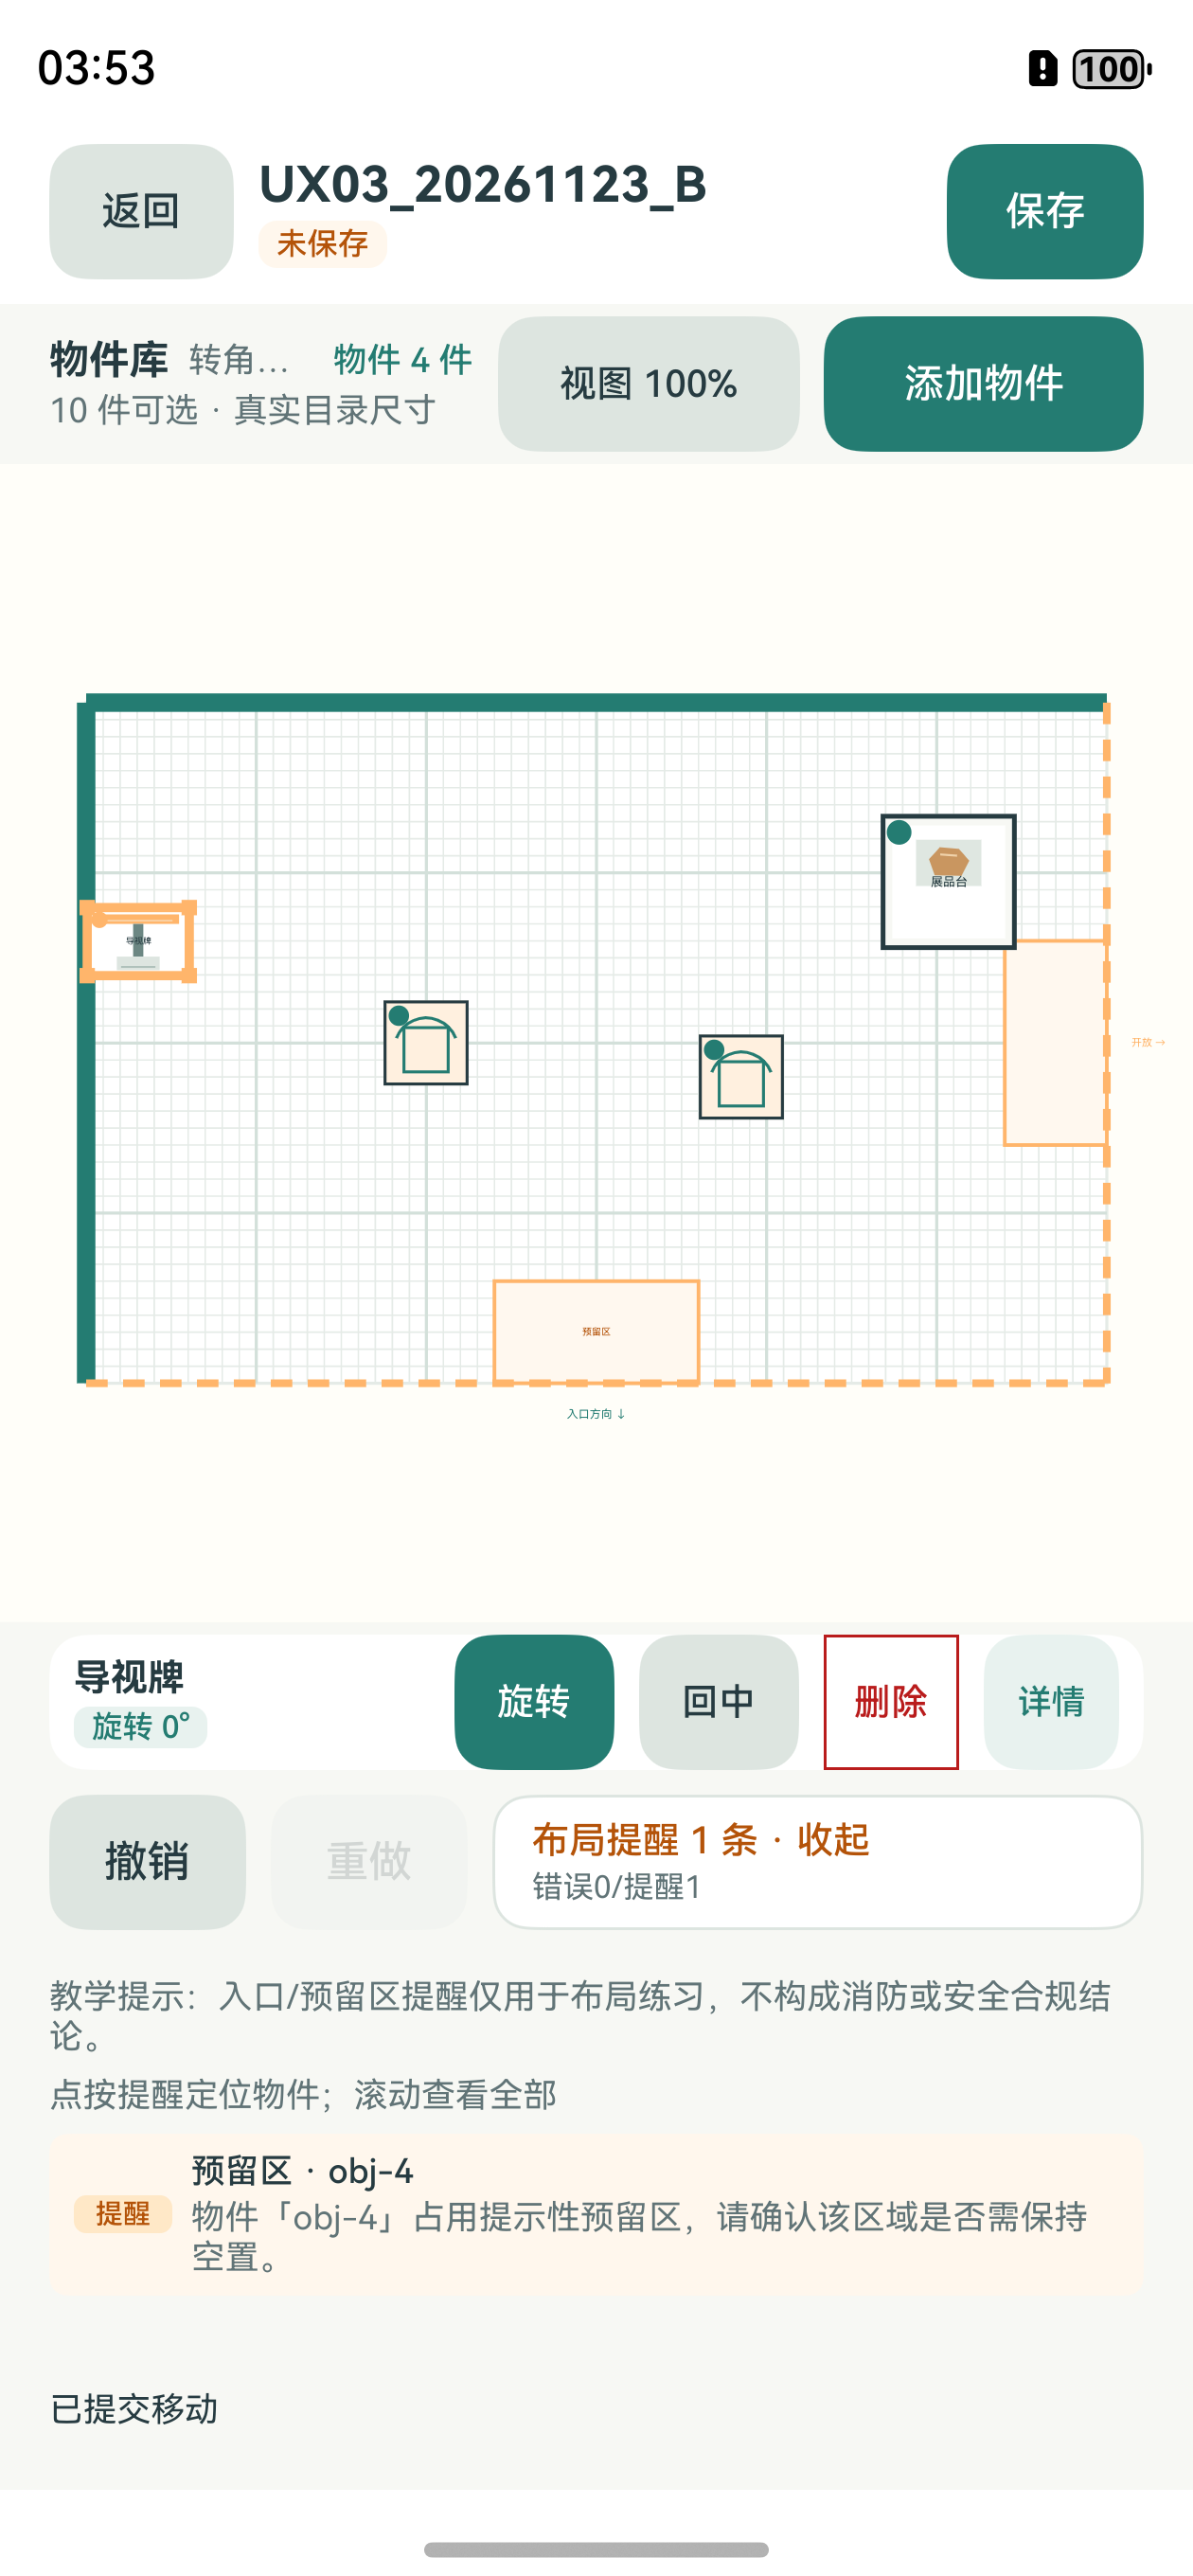 03:53
100
返回
UX03_20261123_B
未保存
保存
物件库 转角... 物件 4 件
10 件可选 · 真实目录尺寸
视图 100%
添加物件
展品台
导视牌
开放 →
预留区
入口方向 ↓
导视牌
旋转 0°
旋转
回中
删除
详情
撤销
重做
布局提醒 1 条 · 收起
错误0/提醒1
教学提示：入口/预留区提醒仅用于布局练习，不构成消防或安全合规结
论。
点按提醒定位物件；滚动查看全部
提醒
预留区 · obj-4
物件「obj-4」占用提示性预留区，请确认该区域是否需保持
空置。
已提交移动